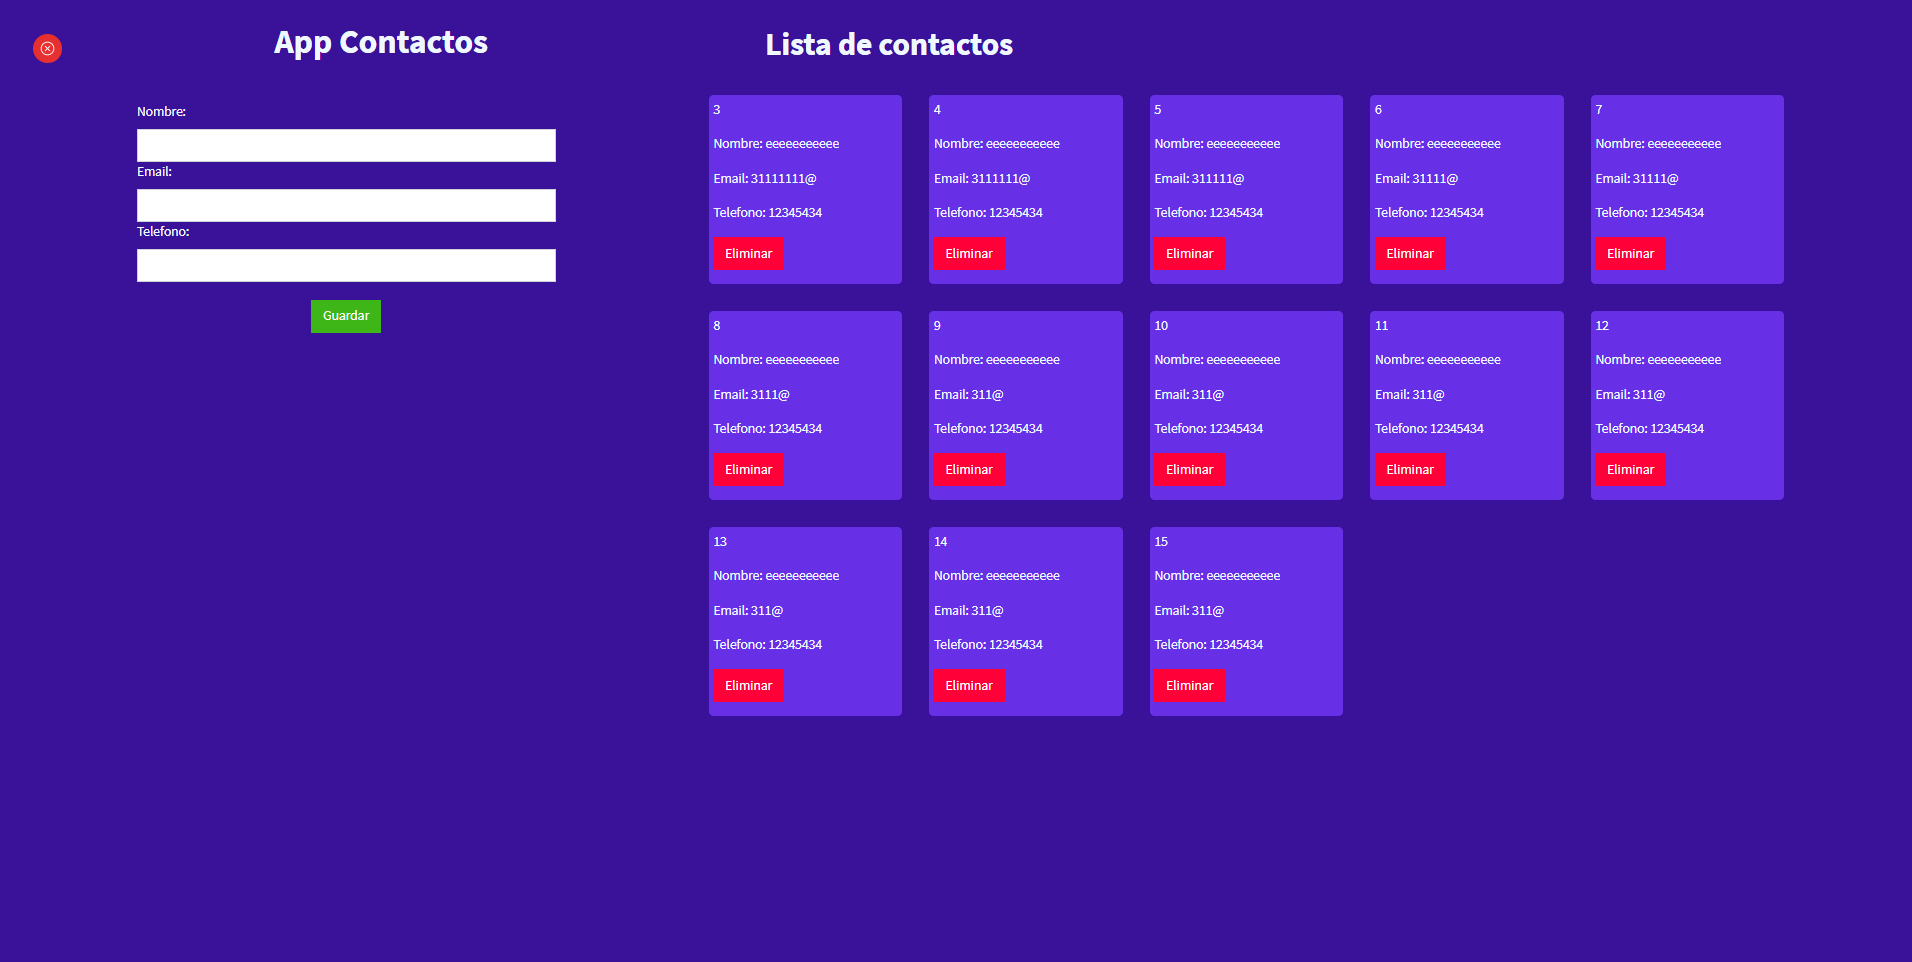 App Contactos
Nombre:
Email:
Telefono:
Guardar
Lista de contactos
3
Nombre: eeeeeeeeeee
Email: 31111111@
Telefono: 12345434
Eliminar
4
Nombre: eeeeeeeeeee
Email: 3111111@
Telefono: 12345434
Eliminar
5
Nombre: eeeeeeeeeee
Email: 311111@
Telefono: 12345434
Eliminar
6
Nombre: eeeeeeeeeee
Email: 31111@
Telefono: 12345434
Eliminar
7
Nombre: eeeeeeeeeee
Email: 31111@
Telefono: 12345434
Eliminar
8
Nombre: eeeeeeeeeee
Email: 3111@
Telefono: 12345434
Eliminar
9
Nombre: eeeeeeeeeee
Email: 311@
Telefono: 12345434
Eliminar
10
Nombre: eeeeeeeeeee
Email: 311@
Telefono: 12345434
Eliminar
11
Nombre: eeeeeeeeeee
Email: 311@
Telefono: 12345434
Eliminar
12
Nombre: eeeeeeeeeee
Email: 311@
Telefono: 12345434
Eliminar
13
Nombre: eeeeeeeeeee
Email: 311@
Telefono: 12345434
Eliminar
14
Nombre: eeeeeeeeeee
Email: 311@
Telefono: 12345434
Eliminar
15
Nombre: eeeeeeeeeee
Email: 311@
Telefono: 12345434
Eliminar